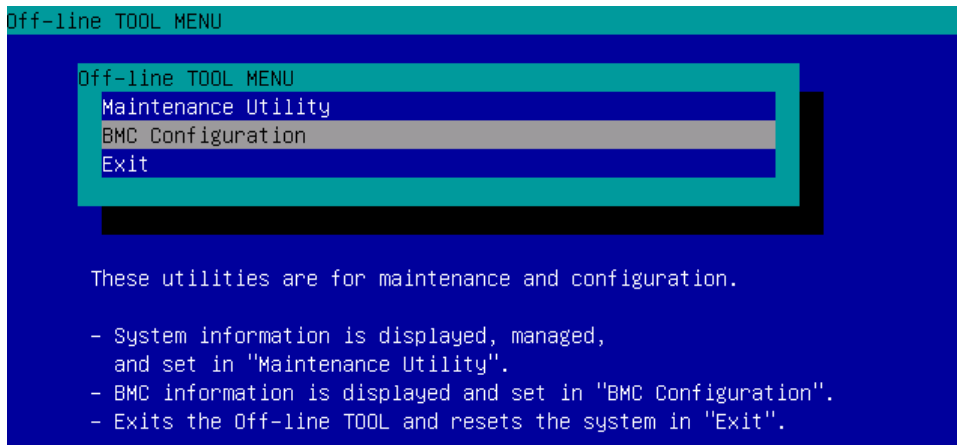 Off-line TOOL MENU
Off-line TOOL MENU
Maintenance Utility
BMC Configuration
Exit
These utilities are for maintenance and configuration.
- System information is displayed, managed,
and set in "Maintenance Utility".
- BMC information is displayed and set in "BMC Configuration".
- Exits the Off-line TOOL and resets the system in "Exit".